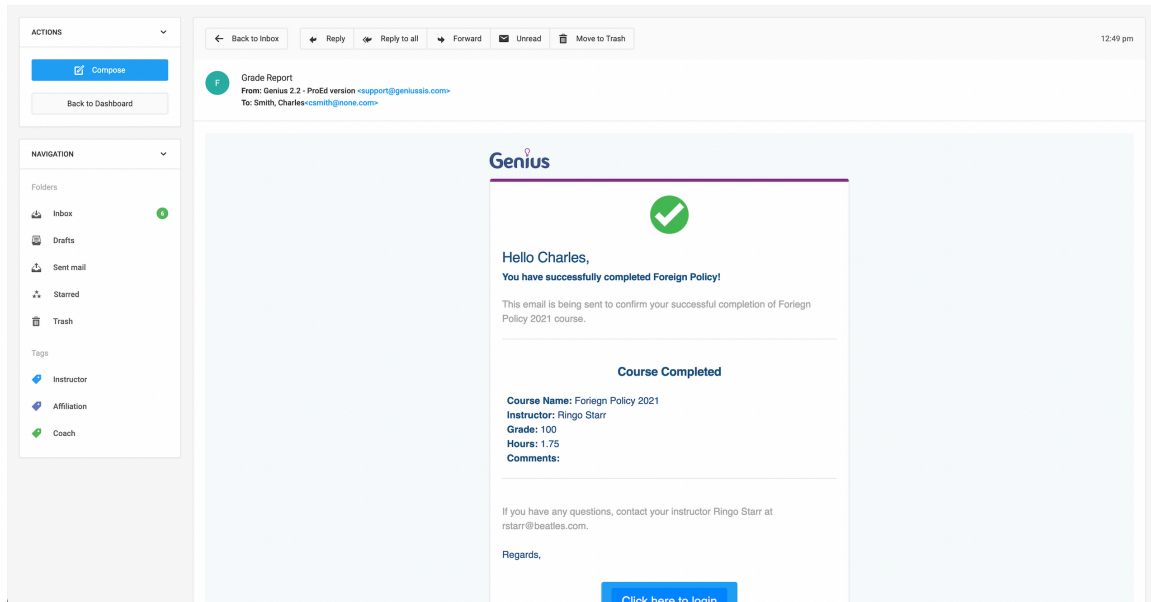 ACTIONS
Compose
Back to Dashboard
NAVIGATION
Folders
Inbox 6
Drafts
Sent mail
Starred
Trash
Tags
Instructor
Affiliation
Coach
Back to Inbox Reply Reply to all Forward Unread Move to Trash 12:49 pm
F
Grade Report
From: Genius 2.2 - ProEd version <support@geniussis.com>
To: Smith, Charles<csmith@none.com>
Genius
Hello Charles,
You have successfully completed Foreign Policy!
This email is being sent to confirm your successful completion of Foriegn
Policy 2021 course.
Course Completed
Course Name: Foriegn Policy 2021
Instructor: Ringo Starr
Grade: 100
Hours: 1.75
Comments:
If you have any questions, contact your instructor Ringo Starr at
rstarr@beatles.com.
Regards,
Click here to login